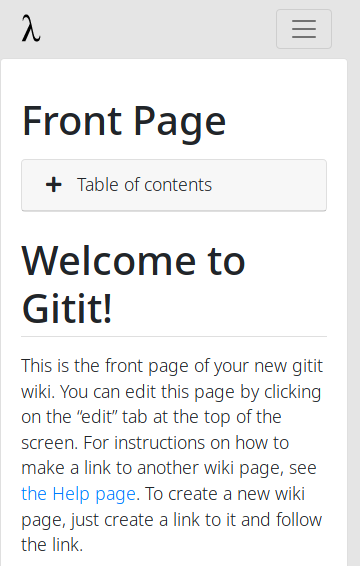 λ
Front Page
Table of contents
Welcome to
Gitit!
This is the front page of your new gitit
wiki. You can edit this page by clicking
on the “edit” tab at the top of the
screen. For instructions on how to
make a link to another wiki page, see
the Help page. To create a new wiki
page, just create a link to it and follow
the link.